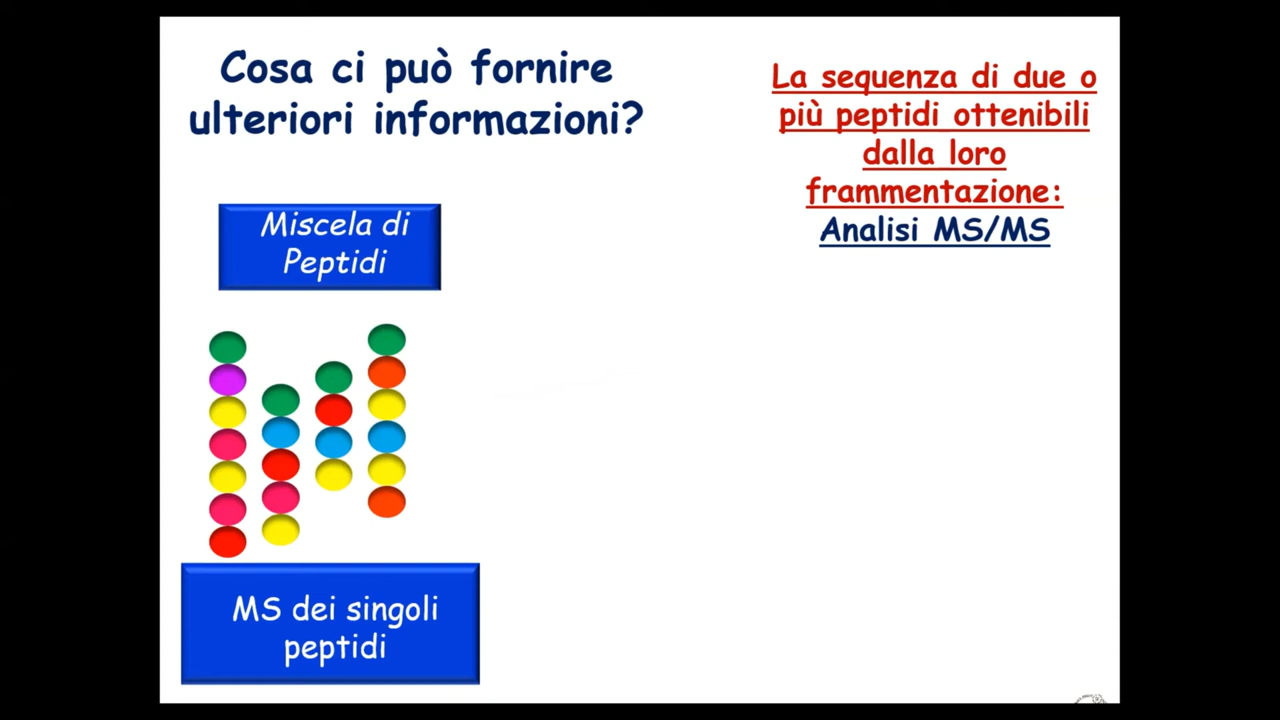 Cosa ci può fornire
ulteriori informazioni?
La sequenza di due o
più peptidi ottenibili
dalla loro
frammentazione:
Analisi MS/MS
Miscela di
Peptidi
MS dei singoli
peptidi